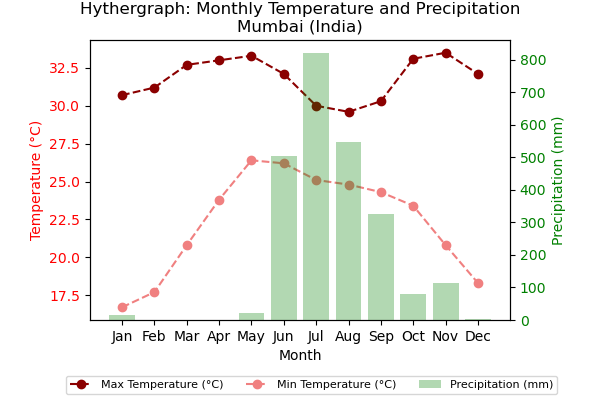 Hythergraph: Monthly Temperature and Precipitation
Mumbai (India)
Temperature (°C)
32.5
30.0
27.5
25.0
22.5
20.0
17.5
800
700
600
500
400
300
200
100
0
Precipitation (mm)
Jan Feb Mar Apr May Jun Jul Aug Sep Oct Nov Dec
Month
Max Temperature (°C) Min Temperature (°C) Precipitation (mm)